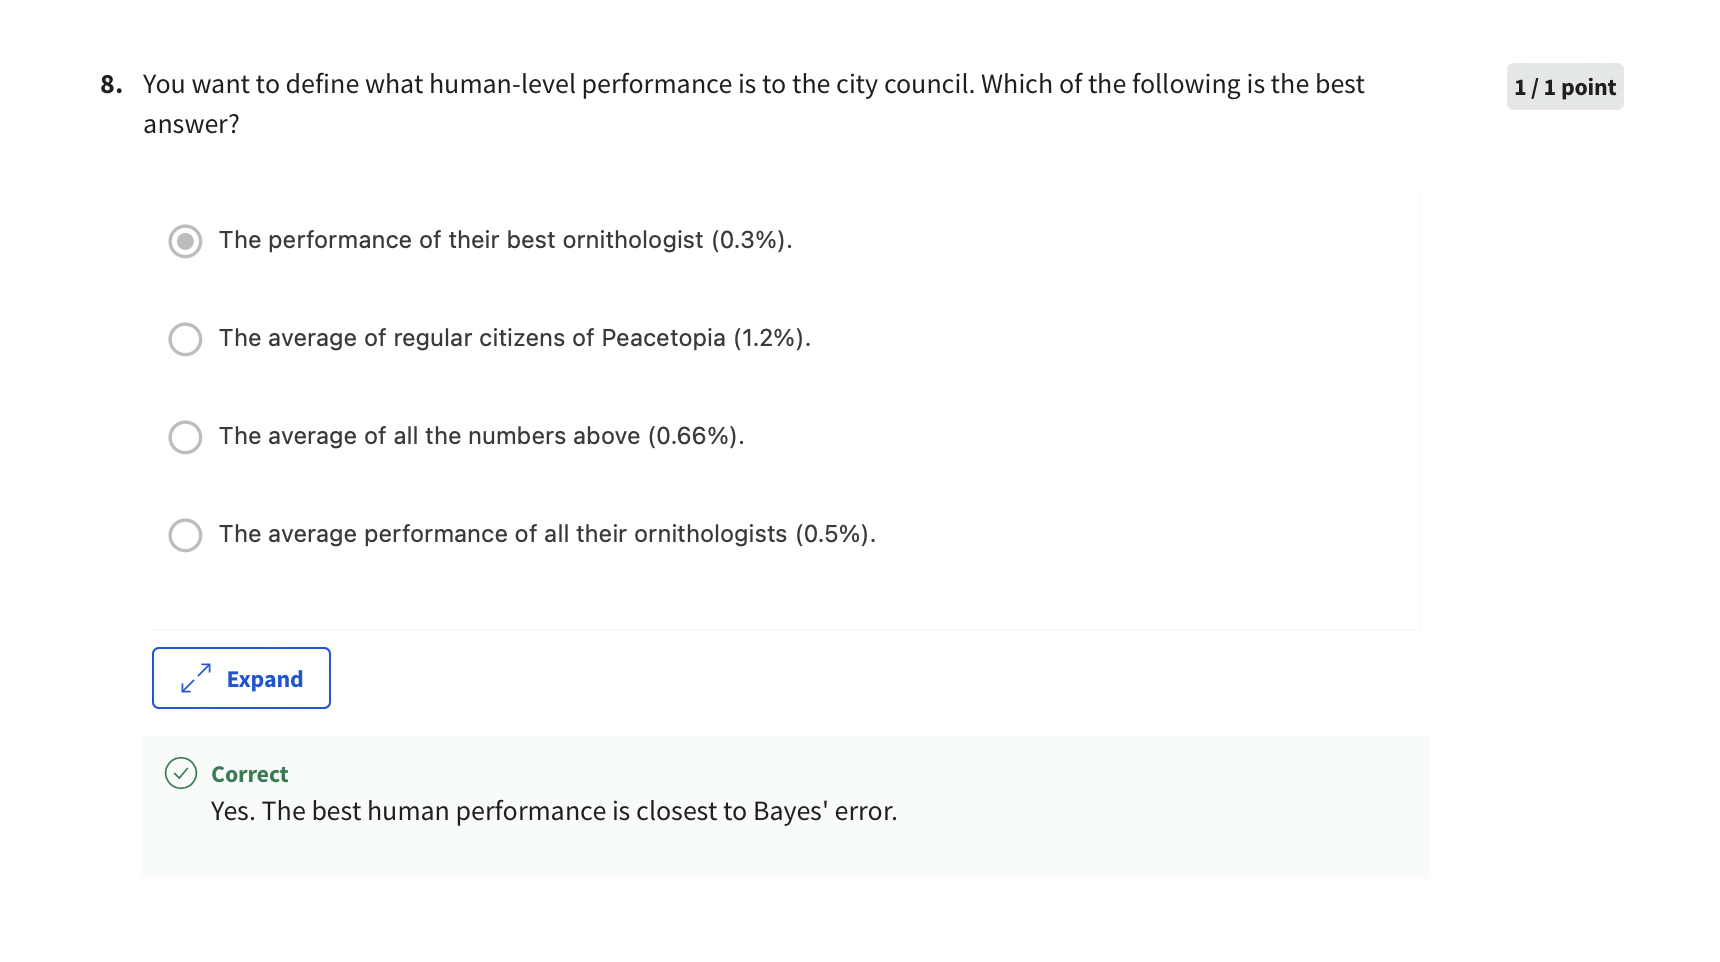 8. You want to define what human-level performance is to the city council. Which of the following is the best
answer?
1 / 1 point
The performance of their best ornithologist (0.3%).
The average of regular citizens of Peacetopia (1.2%).
The average of all the numbers above (0.66%).
The average performance of all their ornithologists (0.5%).
Expand
Correct
Yes. The best human performance is closest to Bayes' error.